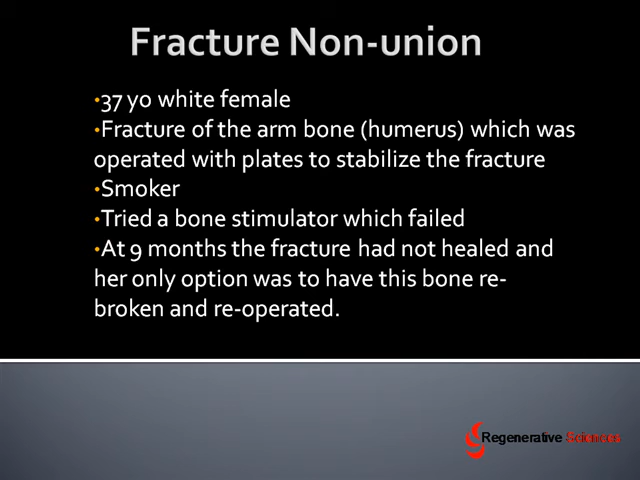 Fracture Non-union
•37 yo white female
•Fracture of the arm bone (humerus) which was
operated with plates to stabilize the fracture
•Smoker
•Tried a bone stimulator which failed
•At 9 months the fracture had not healed and
her only option was to have this bone re-
broken and re-operated.
Regenerative Sciences